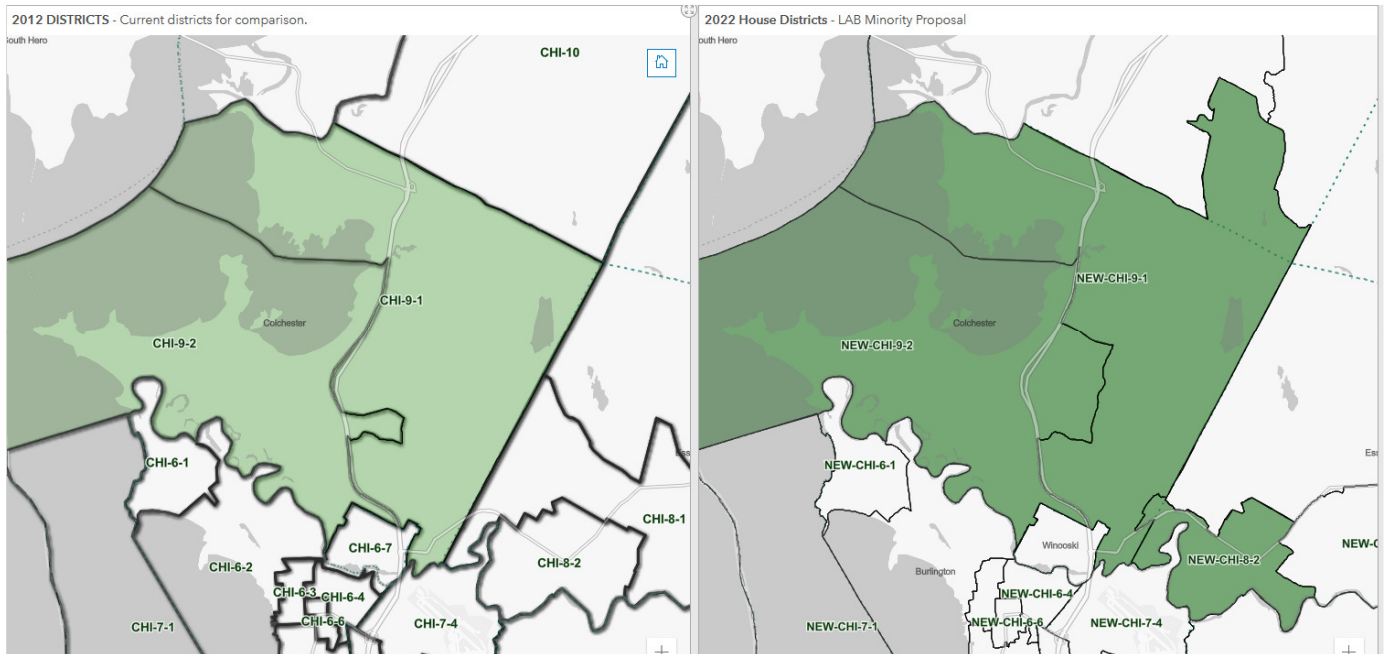 2012 DISTRICTS - Current districts for comparison.
South Hero
CHI-10
CHI-9-1
Colchester
CHI-9-2
CHI-6-1
CHI-8-1
CHI-6-7
CHI-8-2
CHI-6-2
CHI-6-3
CHI-6-4
CHI-6-6
CHI-7-4
CHI-7-1
2022 House Districts - LAB Minority Proposal
outh Hero
NEW-CHI-9-1
Colchester
NEW-CHI-9-2
Es
NEW-CHI-6-1
Winooski
NEW-C
NEW-CHI-8-2
Burlington
NEW-CHI-6-4
NEW-CHI-6-6
NEW-CHI-7-4
NEW-CHI-7-1